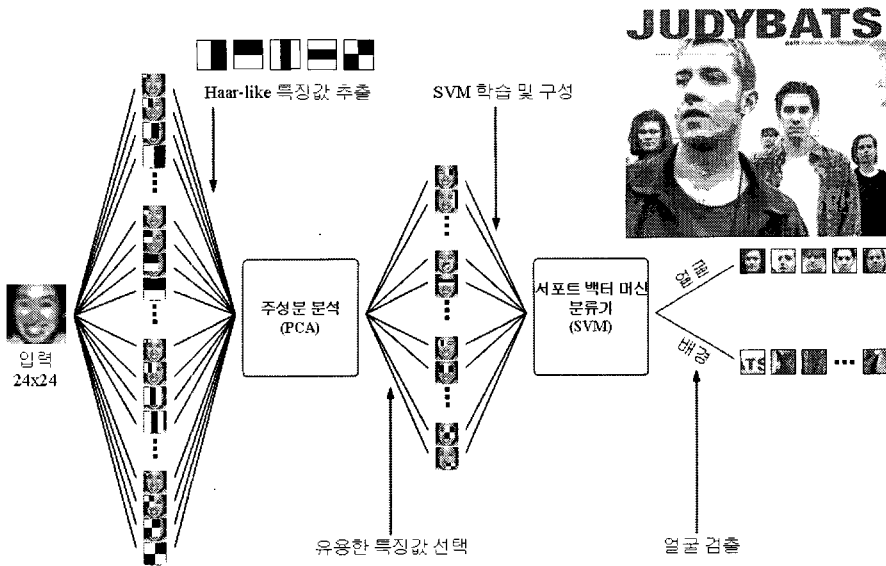 JUDYBATS
Haar-like 특징값 추출
SVM 학습 및 구성
입력
24x24
주성분 분석
(PCA)
서포트 백터 머신
분류기
(SVM)
얼굴
배경
ATS
유용한 특징값 선택
얼굴 검출